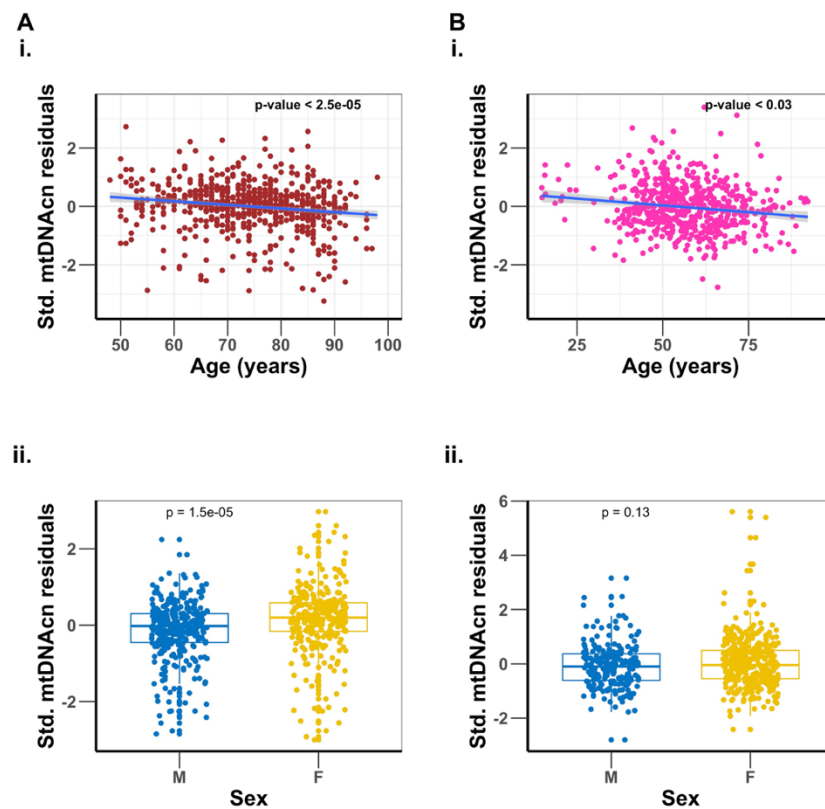 A
i.
p-value < 2.5e-05
Std. mtDNAcn residuals
2
0
-2
50 60 70 80 90 100
Age (years)
B
i.
p-value < 0.03
Std. mtDNAcn residuals
2
0
-2
25 50 75
Age (years)
ii.
p = 1.5e-05
Std. mtDNAcn residuals
2
0
-2
M F
Sex
ii.
p = 0.13
Std. mtDNAcn residuals
6
4
2
0
-2
M F
Sex